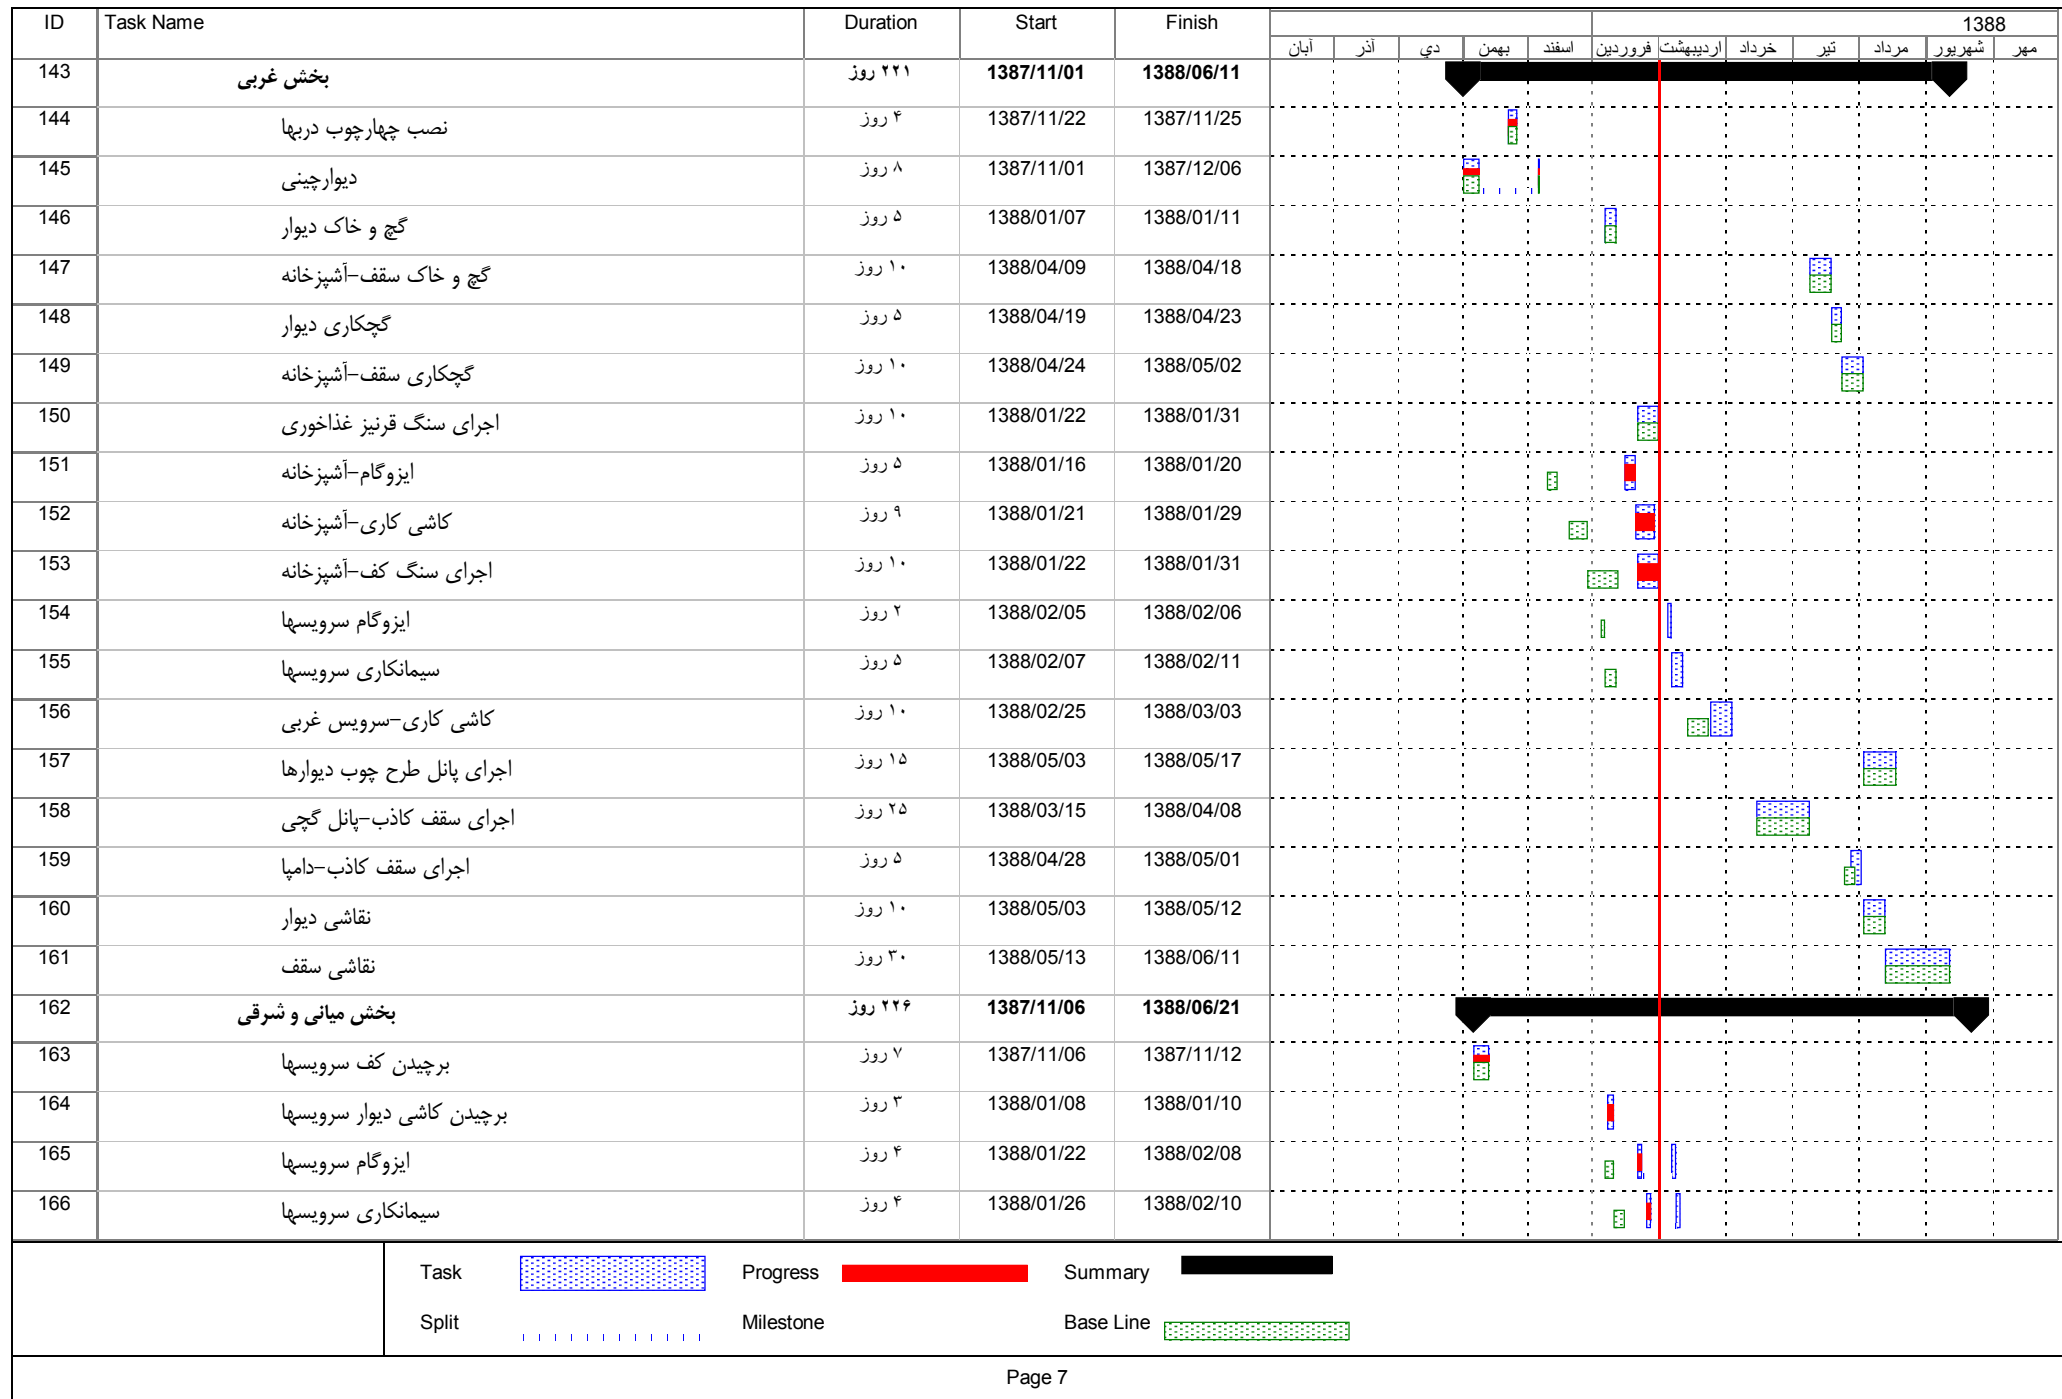 ID Task Name Duration Start Finish 1388
آبان آذر دي بهمن اسفند فروردين ارديبهشت خرداد تير مرداد شهريور مهر
143 بخش غربی ۲۲۱ روز 1387/11/01 1388/06/11
144 نصب چهارچوب دربها ۴ روز 1387/11/22 1387/11/25
145 دیوارچینی ۸ روز 1387/11/01 1387/12/06
146 گچ و خاک دیوار ۵ روز 1388/01/07 1388/01/11
147 گچ و خاک سقف-آشپزخانه ۱۰ روز 1388/04/09 1388/04/18
148 گچکاری دیوار ۵ روز 1388/04/19 1388/04/23
149 گچکاری سقف-آشپزخانه ۱۰ روز 1388/04/24 1388/05/02
150 اجرای سنگ قرنیز غذاخوری ۱۰ روز 1388/01/22 1388/01/31
151 ایزوگام-آشپزخانه ۵ روز 1388/01/16 1388/01/20
152 کاشی کاری-آشپزخانه ۹ روز 1388/01/21 1388/01/29
153 اجرای سنگ کف-آشپزخانه ۱۰ روز 1388/01/22 1388/01/31
154 ایزوگام سرویسها ۲ روز 1388/02/05 1388/02/06
155 سیمانکاری سرویسها ۵ روز 1388/02/07 1388/02/11
156 کاشی کاری-سرویس غربی ۱۰ روز 1388/02/25 1388/03/03
157 اجرای پانل طرح چوب دیوارها ۱۵ روز 1388/05/03 1388/05/17
158 اجرای سقف کاذب-پانل گچی ۲۵ روز 1388/03/15 1388/04/08
159 اجرای سقف کاذب-دامپا ۵ روز 1388/04/28 1388/05/01
160 نقاشی دیوار ۱۰ روز 1388/05/03 1388/05/12
161 نقاشی سقف ۳۰ روز 1388/05/13 1388/06/11
162 بخش میانی و شرقی ۲۲۶ روز 1387/11/06 1388/06/21
163 برچیدن کف سرویسها ۷ روز 1387/11/06 1387/11/12
164 برچیدن کاشی دیوار سرویسها ۳ روز 1388/01/08 1388/01/10
165 ایزوگام سرویسها ۴ روز 1388/01/22 1388/02/08
166 سیمانکاری سرویسها ۴ روز 1388/01/26 1388/02/10
Task Progress Summary
Split Milestone Base Line
Page 7